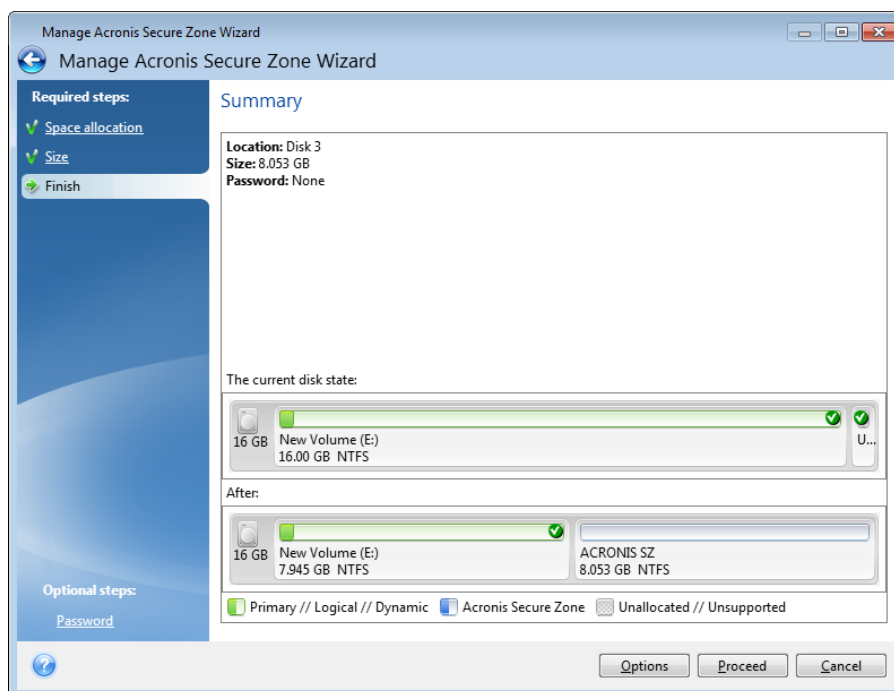 Manage Acronis Secure Zone Wizard
Manage Acronis Secure Zone Wizard
Required steps:
Space allocation
Size
Finish
Optional steps:
Password
Summary
Location: Disk 3
Size: 8.053 GB
Password: None
The current disk state:
16 GB
New Volume (E:)
16.00 GB NTFS
U...
After:
16 GB
New Volume (E:)
7.945 GB NTFS
ACRONIS SZ
8.053 GB NTFS
Primary // Logical // Dynamic
Acronis Secure Zone
Unallocated // Unsupported
?
Options
Proceed
Cancel